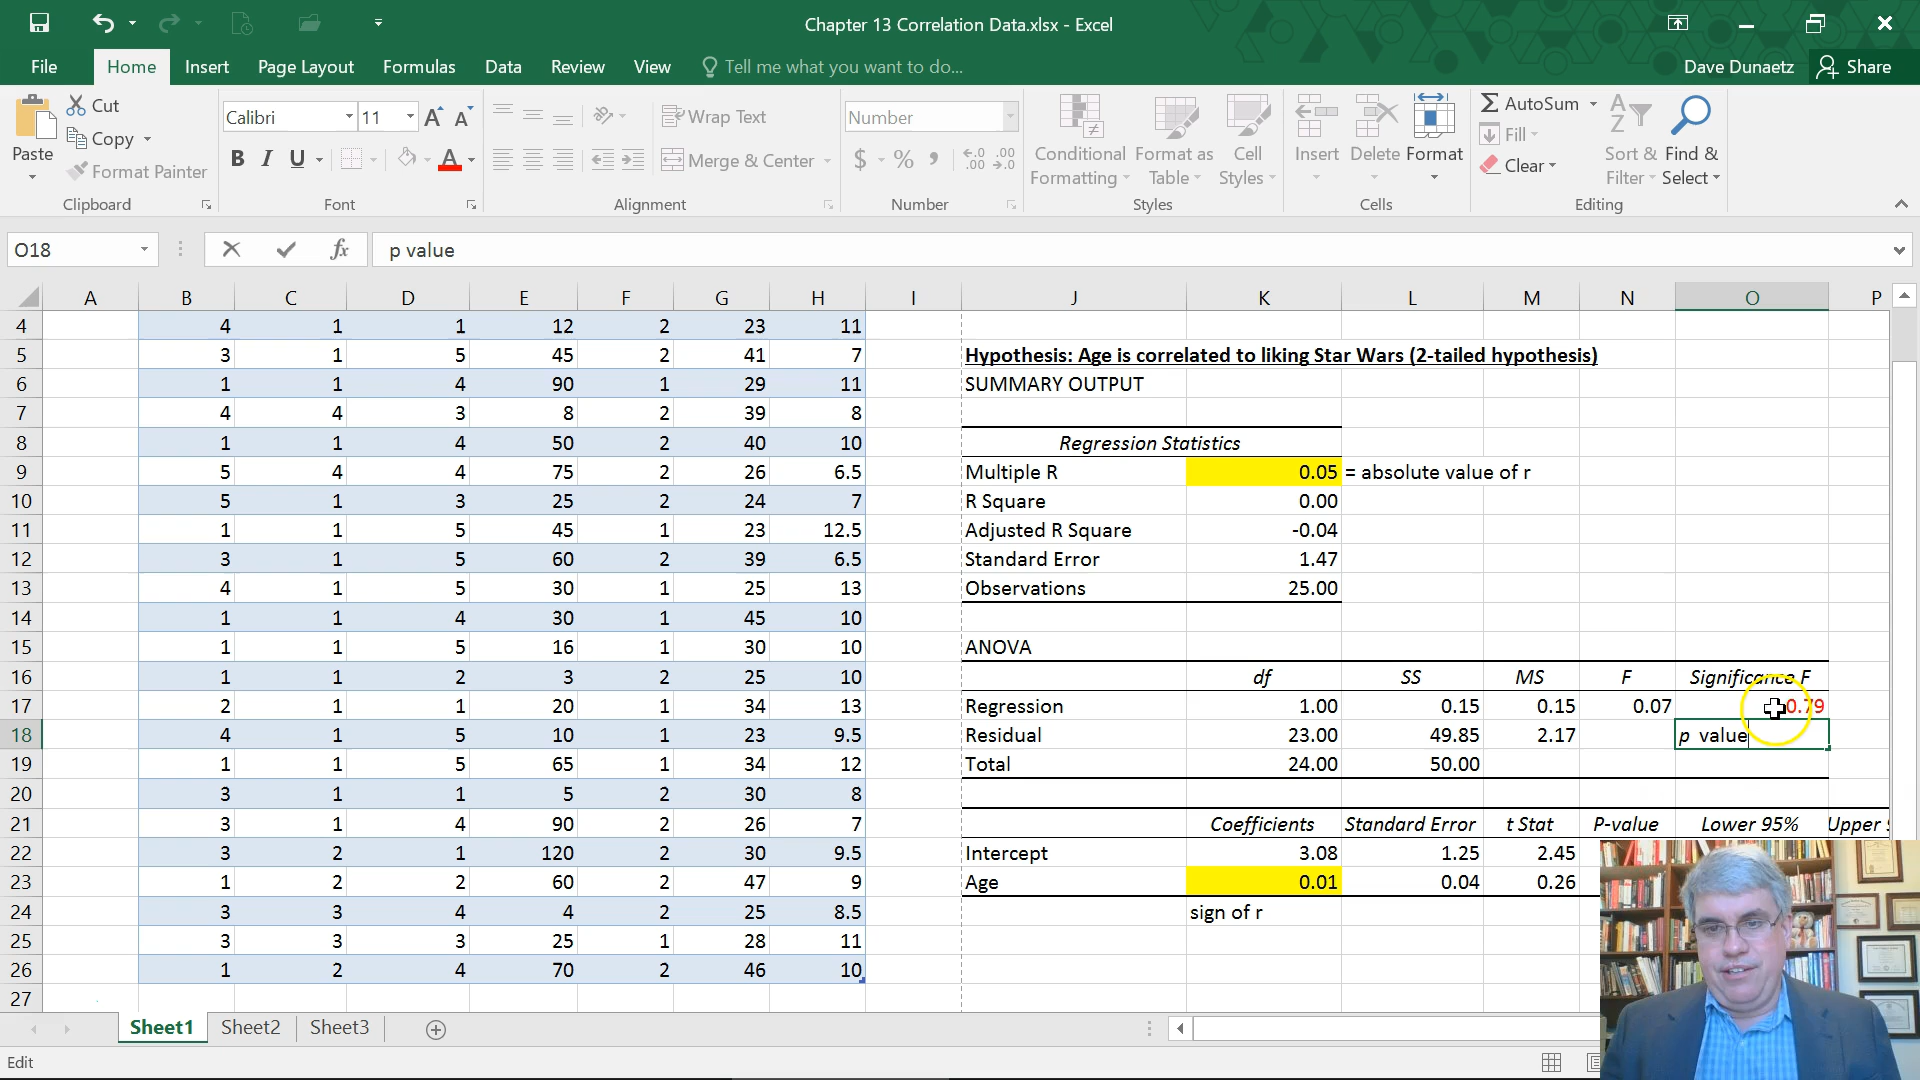 Chapter 13 Correlation Data.xlsx - Excel
File Home Insert Page Layout Formulas Data Review View Tell me what you want to do... Dave Dunaetz Share
Cut
Copy
Format Painter
Paste
Clipboard
Calibri 11
B I U A
Font
Wrap Text
Merge & Center
Alignment
Number
$ % ,
Number
Conditional Formatting
Format as Table
Cell Styles
Styles
Insert Delete Format
Cells
AutoSum
Fill
Clear
Sort & Filter
Find & Select
Editing
O18 fx p value
A B C D E F G H I J K L M N O P
4 4 1 1 12 2 23 11
5 3 1 5 45 2 41 7 Hypothesis: Age is correlated to liking Star Wars (2-tailed hypothesis)
6 1 1 4 90 1 29 11 SUMMARY OUTPUT
7 4 4 3 8 2 39 8
8 1 1 4 50 2 40 10 Regression Statistics
9 5 4 4 75 2 26 6.5 Multiple R 0.05 = absolute value of r
10 5 1 3 25 2 24 7 R Square 0.00
11 1 1 5 45 1 23 12.5 Adjusted R Square -0.04
12 3 1 5 60 2 39 6.5 Standard Error 1.47
13 4 1 5 30 1 25 13 Observations 25.00
14 1 1 4 30 1 45 10
15 1 1 5 16 1 30 10 ANOVA
16 1 1 2 3 2 25 10 df SS MS F Significance F
17 2 1 1 20 1 34 13 Regression 1.00 0.15 0.15 0.07 0.79
18 4 1 5 10 1 23 9.5 Residual 23.00 49.85 2.17 p value
19 1 1 5 65 1 34 12 Total 24.00 50.00
20 3 1 1 5 2 30 8
21 3 1 4 90 2 26 7 Coefficients Standard Error t Stat P-value Lower 95% Upper
22 3 2 1 120 2 30 9.5 Intercept 3.08 1.25 2.45
23 1 2 2 60 2 47 9 Age 0.01 0.04 0.26
24 3 3 4 4 2 25 8.5 sign of r
25 3 3 3 25 1 28 11
26 1 2 4 70 2 46 10
27
Sheet1 Sheet2 Sheet3
Edit